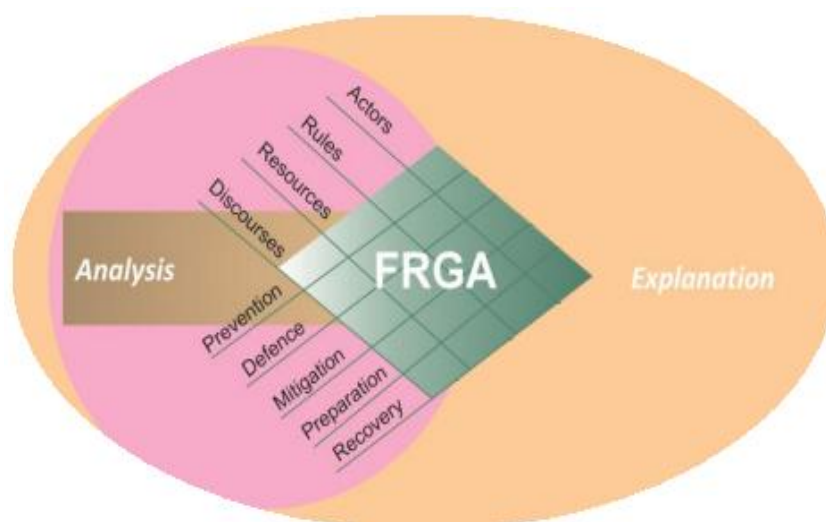 Actors
Rules
Resources
Discourses
Analysis
FRGA
Explanation
Prevention
Defence
Mitigation
Preparation
Recovery